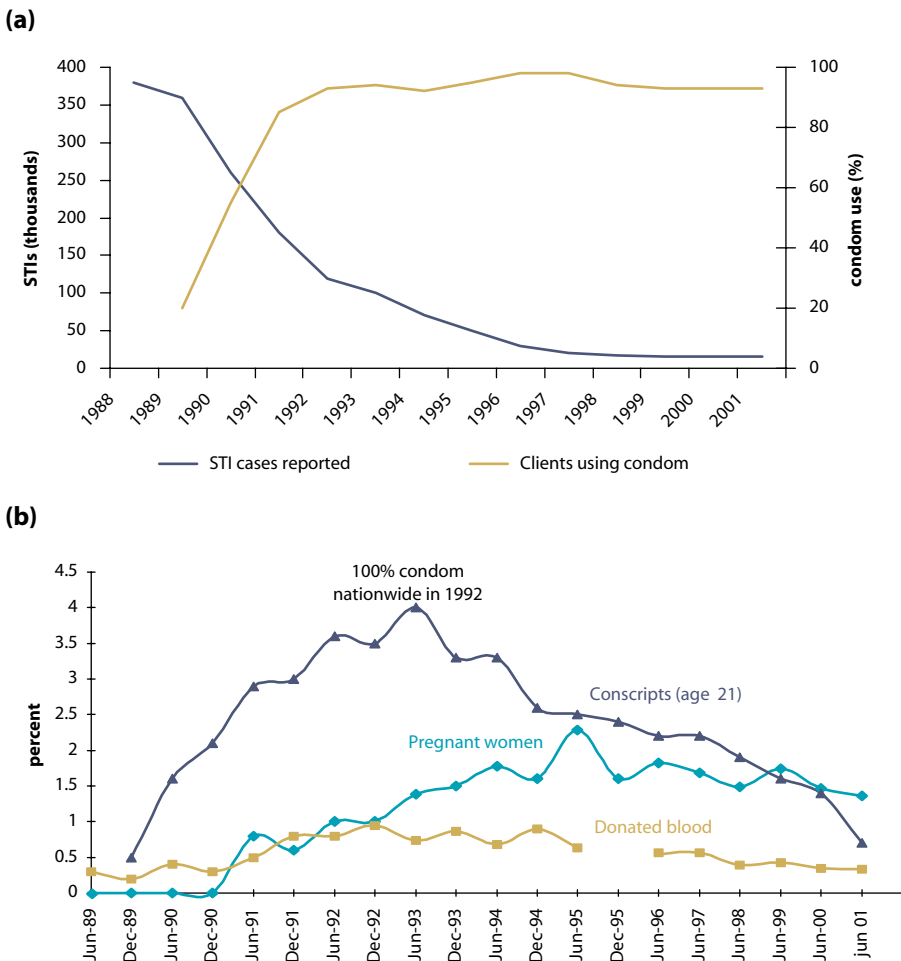 (a)
400
350
300
250
200
150
100
50
0
STIs (thousands)
100
80
60
40
20
0
condom use (%)
1988
1989
1990
1991
1992
1993
1994
1995
1996
1997
1998
1999
2000
2001
STI cases reported
Clients using condom
(b)
4.5
4
3.5
3
2.5
2
1.5
1
0.5
0
percent
100% condom
nationwide in 1992
Conscripts (age 21)
Pregnant women
Donated blood
Jun-89
Dec-89
Jun-90
Dec-90
Jun-91
Dec-91
Jun-92
Dec-92
Jun-93
Dec-93
Jun-94
Dec-94
Jun-95
Dec-95
Jun-96
Jun-97
Jun-98
Jun-99
Jun-00
jun 01